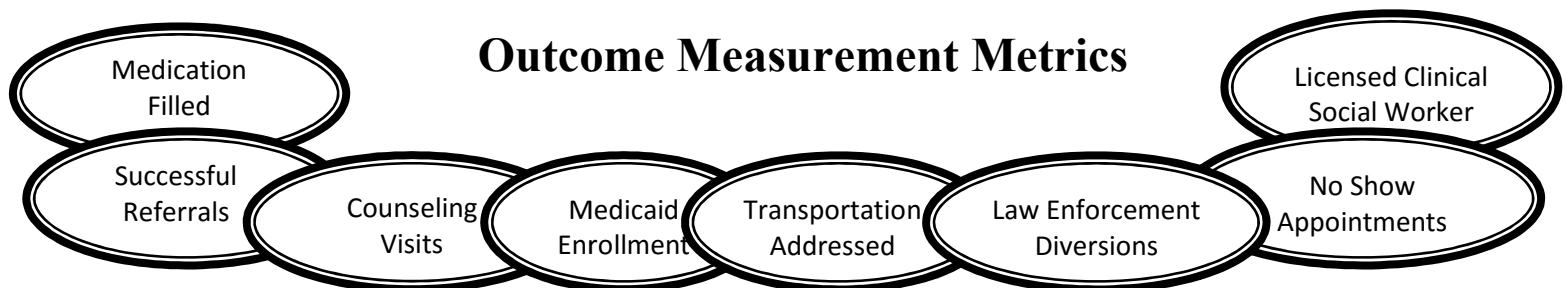 Outcome Measurement Metrics
Medication
Filled
Successful
Referrals
Counseling
Visits
Medicaid
Enrollment
Transportation
Addressed
Law Enforcement
Diversions
No Show
Appointments
Licensed Clinical
Social Worker